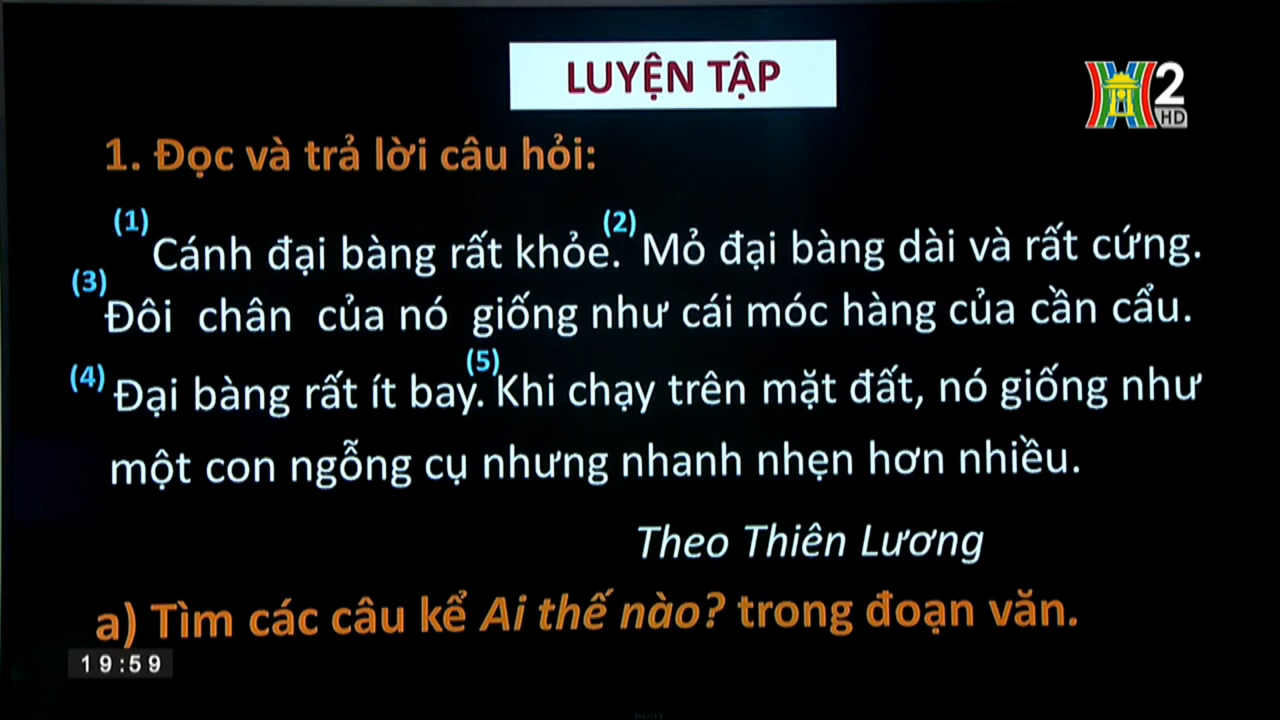 LUYỆN TẬP
2
HD
1. Đọc và trả lời câu hỏi:
(1) Cánh đại bàng rất khỏe. (2) Mỏ đại bàng dài và rất cứng.
(3) Đôi chân của nó giống như cái móc hàng của cần cẩu.
(4) Đại bàng rất ít bay. (5) Khi chạy trên mặt đất, nó giống như
một con ngỗng cụ nhưng nhanh nhẹn hơn nhiều.
Theo Thiên Lương
a) Tìm các câu kể Ai thế nào? trong đoạn văn.
19:59